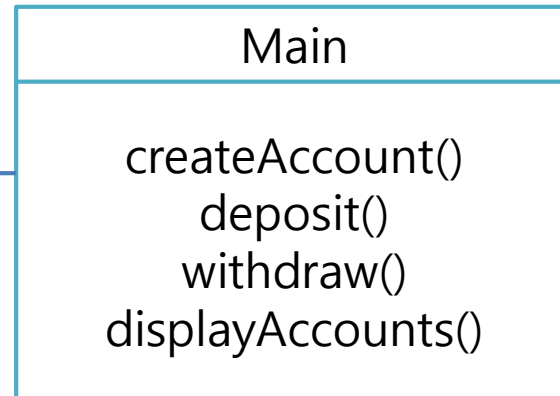 Main
createAccount()
deposit()
withdraw()
displayAccounts()